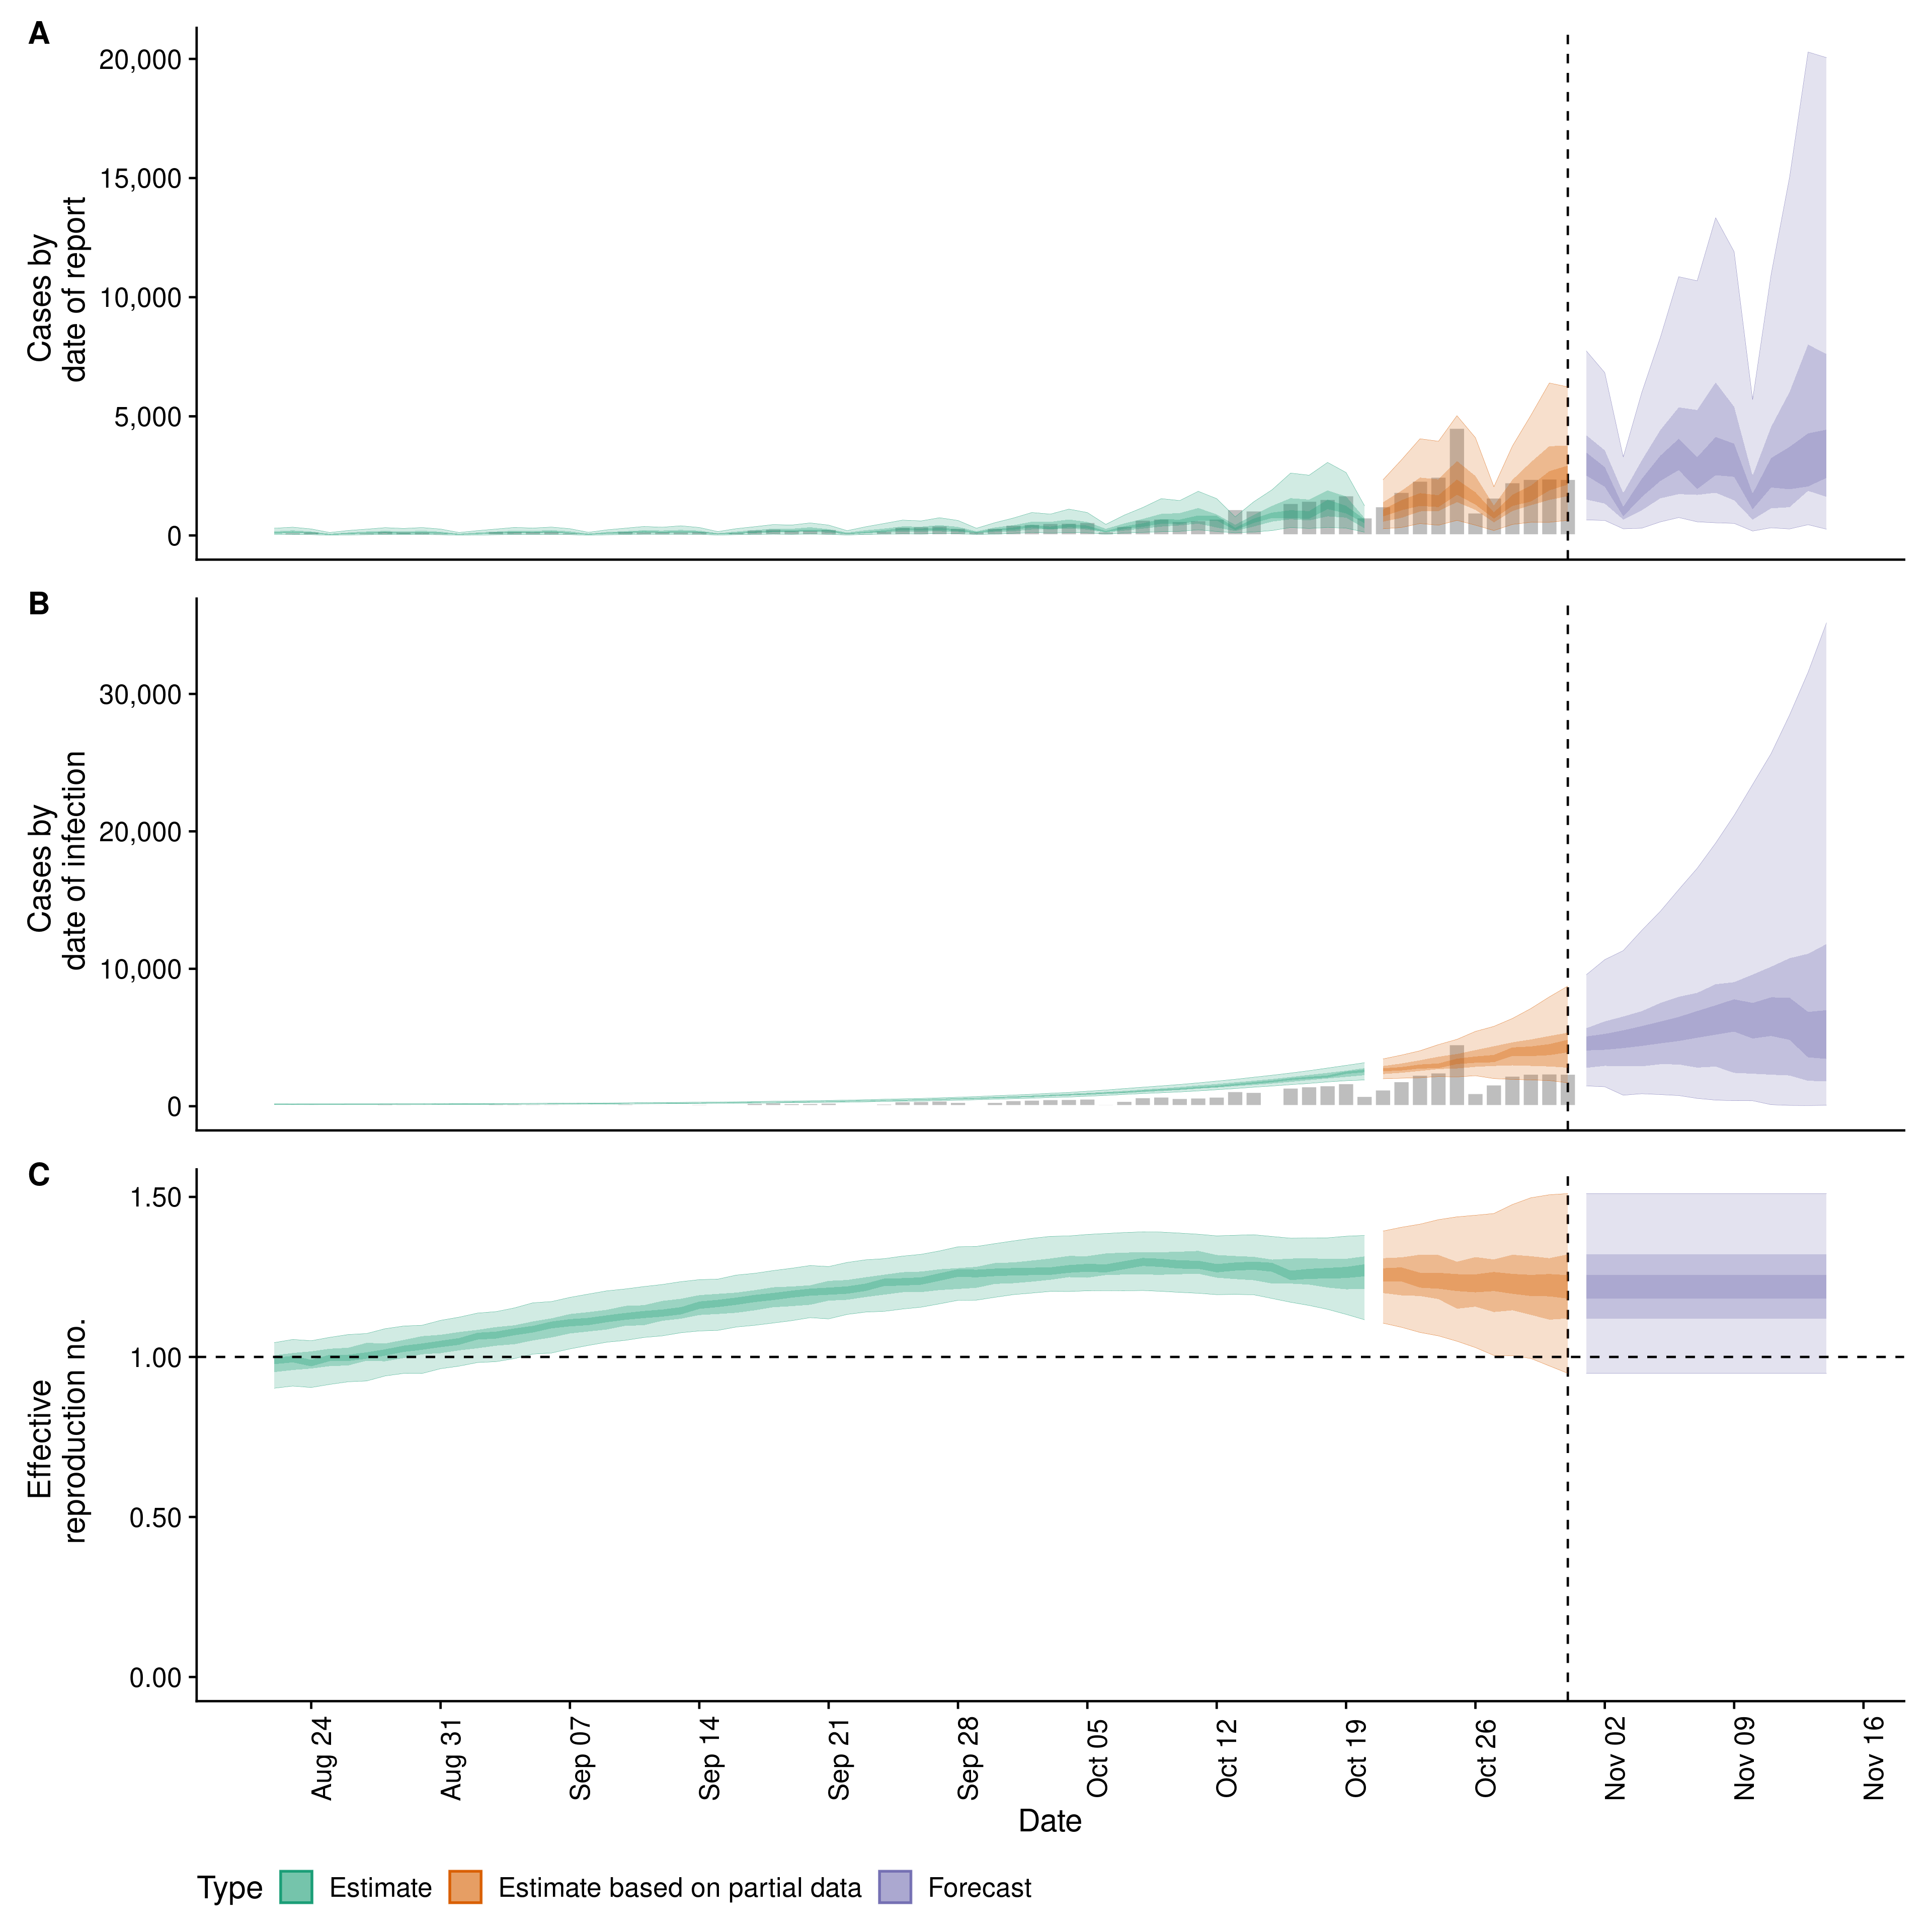 A
20,000
15,000
10,000
5,000
0
Cases by
date of report
B
30,000
20,000
10,000
0
Cases by
date of infection
C
1.50
1.00
0.50
0.00
Effective
reproduction no.
Aug 24
Aug 31
Sep 07
Sep 14
Sep 21
Sep 28
Oct 05
Oct 12
Oct 19
Oct 26
Nov 02
Nov 09
Nov 16
Date
Type Estimate Estimate based on partial data Forecast